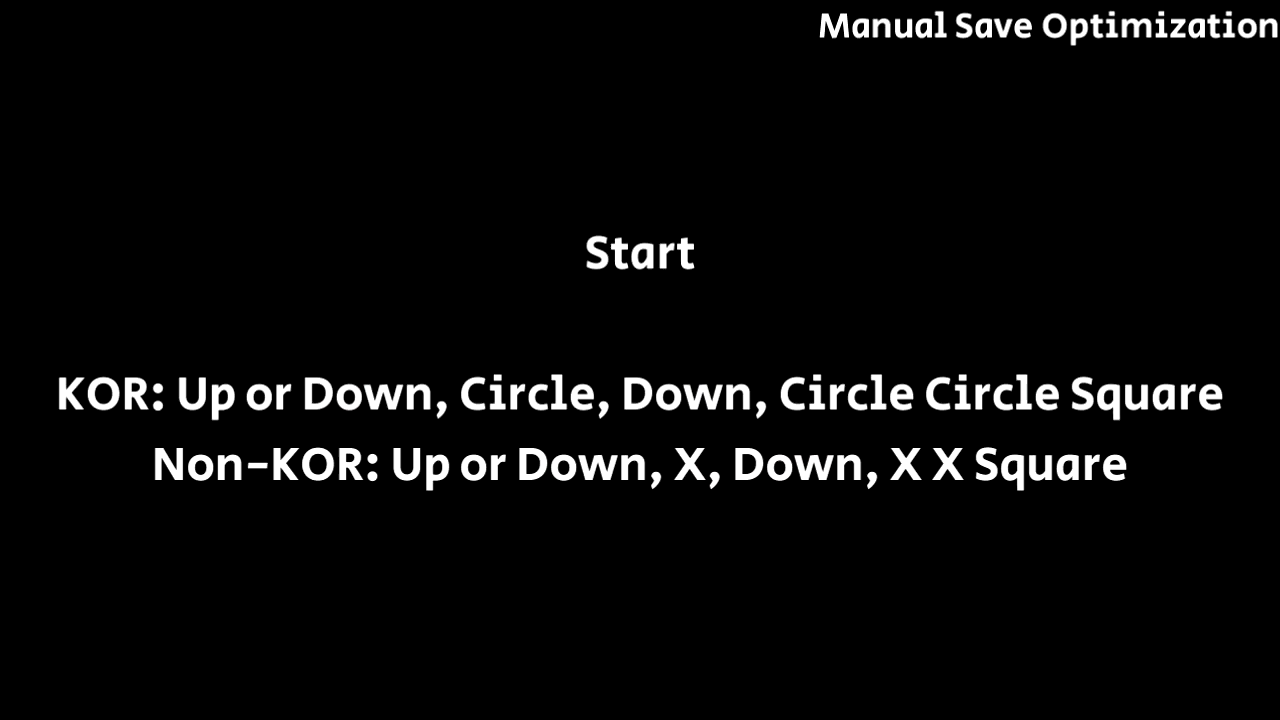 Manual Save Optimization
Start
KOR: Up or Down, Circle, Down, Circle Circle Square
Non-KOR: Up or Down, X, Down, X X Square